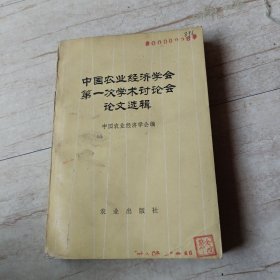 中国农业经济学会
第一次学术讨论会
论文选辑
中国农业经济学会编
农业出版社